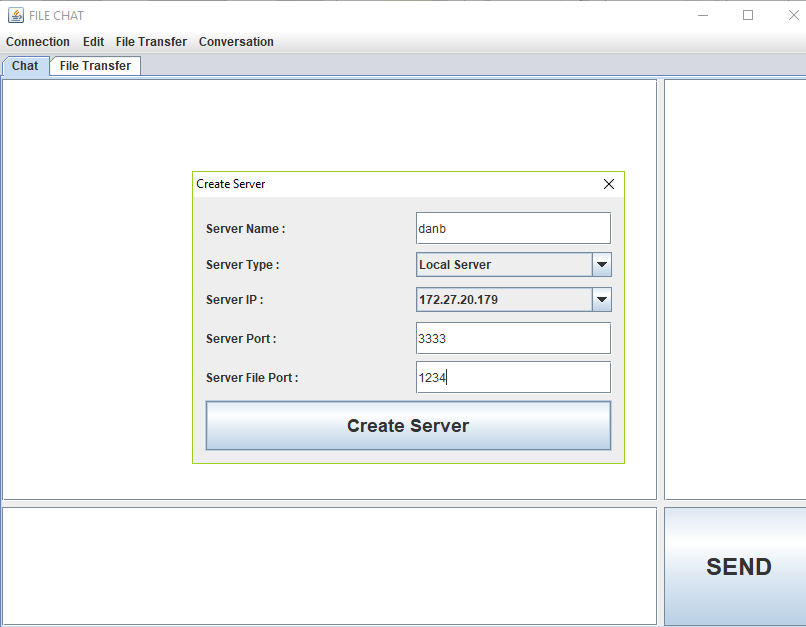 FILE CHAT
Connection Edit File Transfer Conversation
Chat File Transfer
Create Server
Server Name : danb
Server Type : Local Server
Server IP : 172.27.20.179
Server Port : 3333
Server File Port : 1234
Create Server
SEND